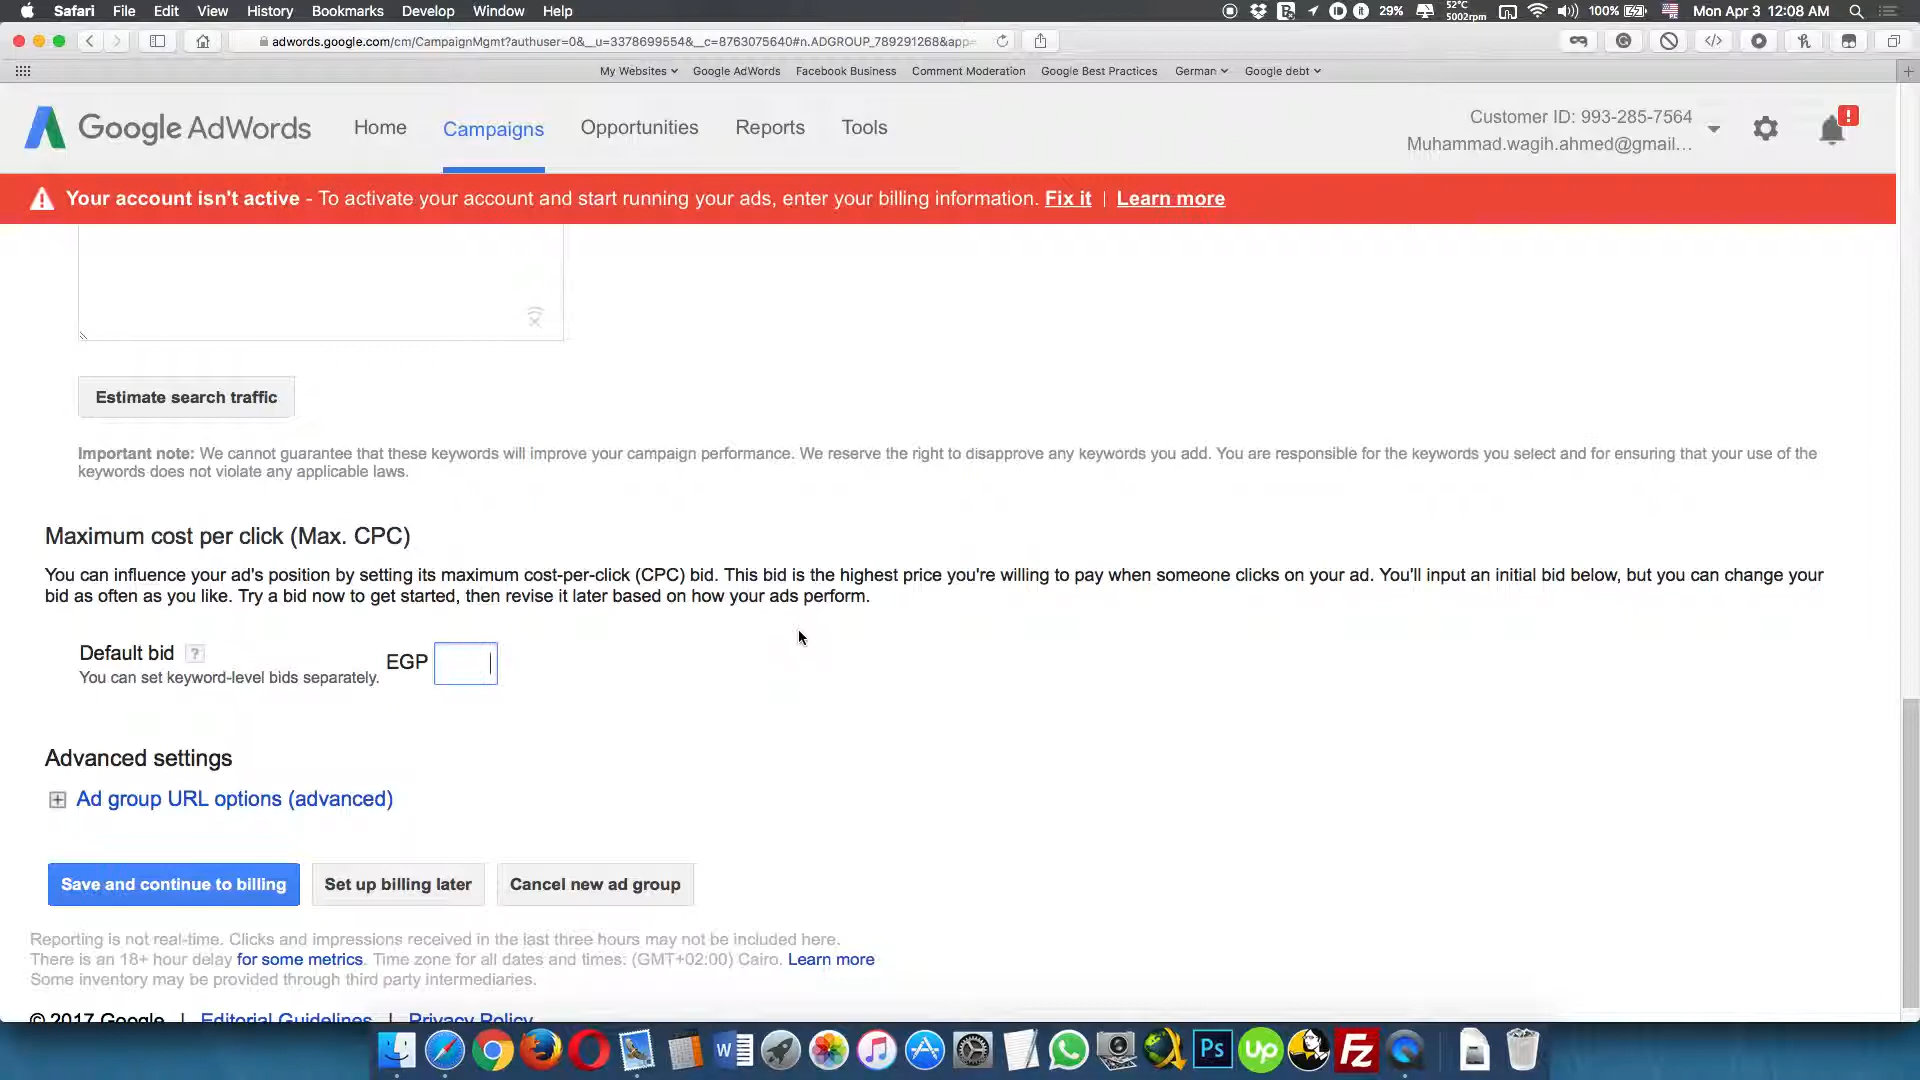 Safari File Edit View History Bookmarks Develop Window Help
29% 52°C 5002rpm 100% Mon Apr 3 12:08 AM
adwords.google.com/cm/CampaignMgmt?authuser=0&__u=3378699554&__c=8763075640#n.ADGROUP_789291268&app=
My Websites Google AdWords Facebook Business Comment Moderation Google Best Practices German Google debt
Google AdWords Home Campaigns Opportunities Reports Tools
Customer ID: 993-285-7564
Muhammad.wagih.ahmed@gmail...
!
Your account isn't active - To activate your account and start running your ads, enter your billing information. Fix it | Learn more
Estimate search traffic
Important note: We cannot guarantee that these keywords will improve your campaign performance. We reserve the right to disapprove any keywords you add. You are responsible for the keywords you select and for ensuring that your use of the
keywords does not violate any applicable laws.
Maximum cost per click (Max. CPC)
You can influence your ad's position by setting its maximum cost-per-click (CPC) bid. This bid is the highest price you're willing to pay when someone clicks on your ad. You'll input an initial bid below, but you can change your
bid as often as you like. Try a bid now to get started, then revise it later based on how your ads perform.
Default bid ?
EGP
You can set keyword-level bids separately.
Advanced settings
Ad group URL options (advanced)
Save and continue to billing Set up billing later Cancel new ad group
Reporting is not real-time. Clicks and impressions received in the last three hours may not be included here.
There is an 18+ hour delay for some metrics. Time zone for all dates and times: (GMT+02:00) Cairo. Learn more
Some inventory may be provided through third party intermediaries.
© 2017 Google | Editorial Guidelines | Privacy Policy
W Ps up FZ